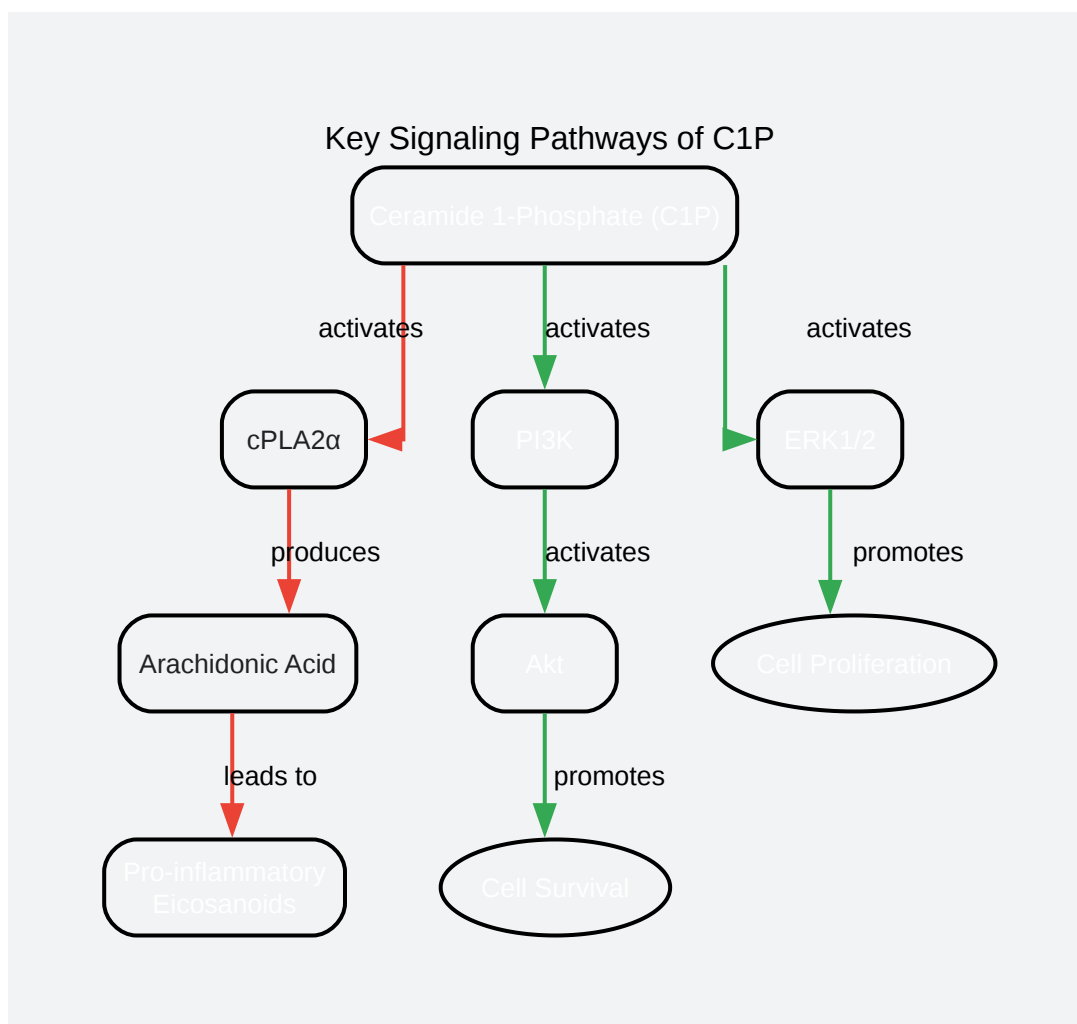 Key Signaling Pathways of C1P
Ceramide 1-Phosphate (C1P)
activates
activates
activates
cPLA2α
PI3K
ERK1/2
produces
activates
promotes
Arachidonic Acid
Akt
Cell Proliferation
leads to
promotes
Pro-inflammatory
Eicosanoids
Cell Survival